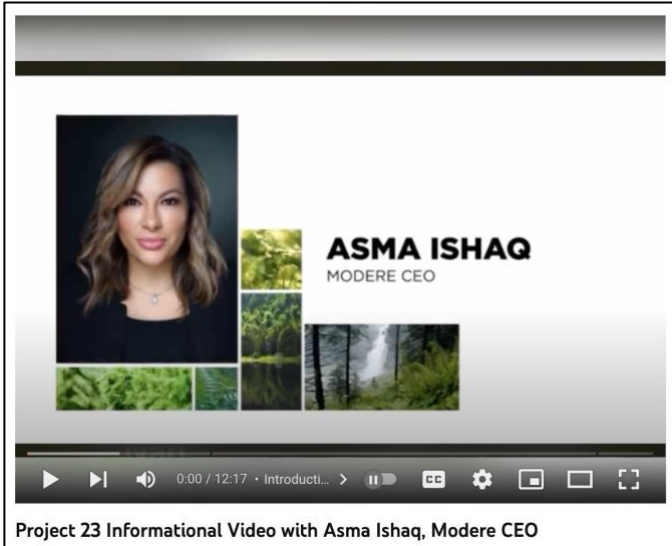 ASMA ISHAQ
MODERE CEO
0:00 / 12:17 • Introducti... >
CC
Project 23 Informational Video with Asma Ishaq, Modere CEO